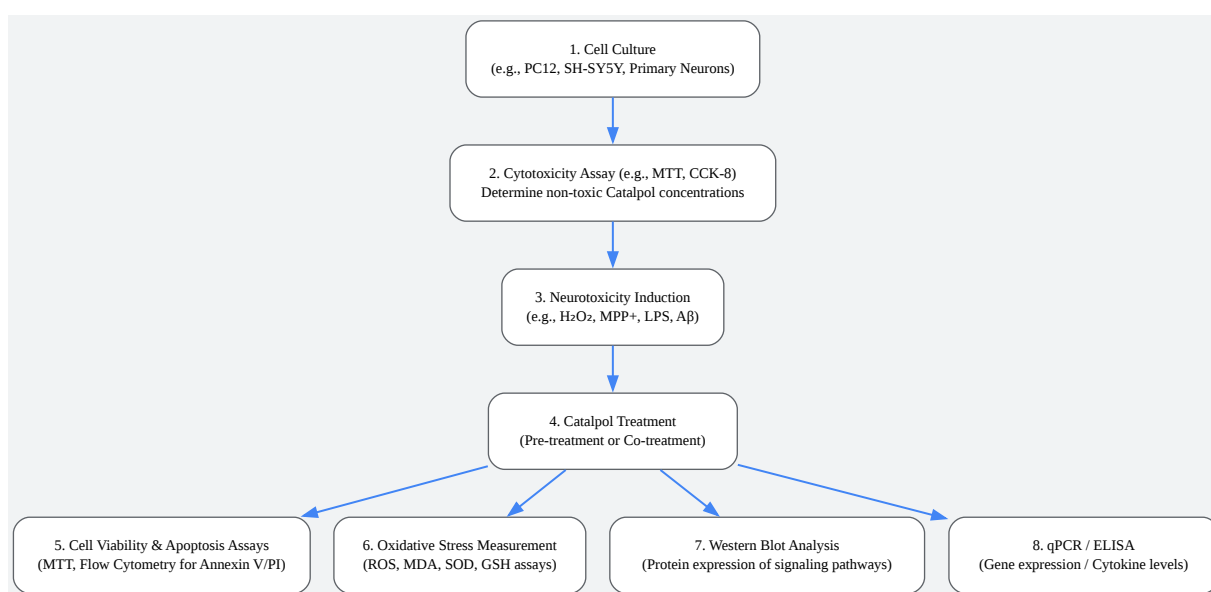 1. Cell Culture
(e.g., PC12, SH-SY5Y, Primary Neurons)
2. Cytotoxicity Assay (e.g., MTT, CCK-8)
Determine non-toxic Catalpol concentrations
3. Neurotoxicity Induction
(e.g., H₂O₂, MPP+, LPS, Aβ)
4. Catalpol Treatment
(Pre-treatment or Co-treatment)
5. Cell Viability & Apoptosis Assays
(MTT, Flow Cytometry for Annexin V/PI)
6. Oxidative Stress Measurement
(ROS, MDA, SOD, GSH assays)
7. Western Blot Analysis
(Protein expression of signaling pathways)
8. qPCR / ELISA
(Gene expression / Cytokine levels)